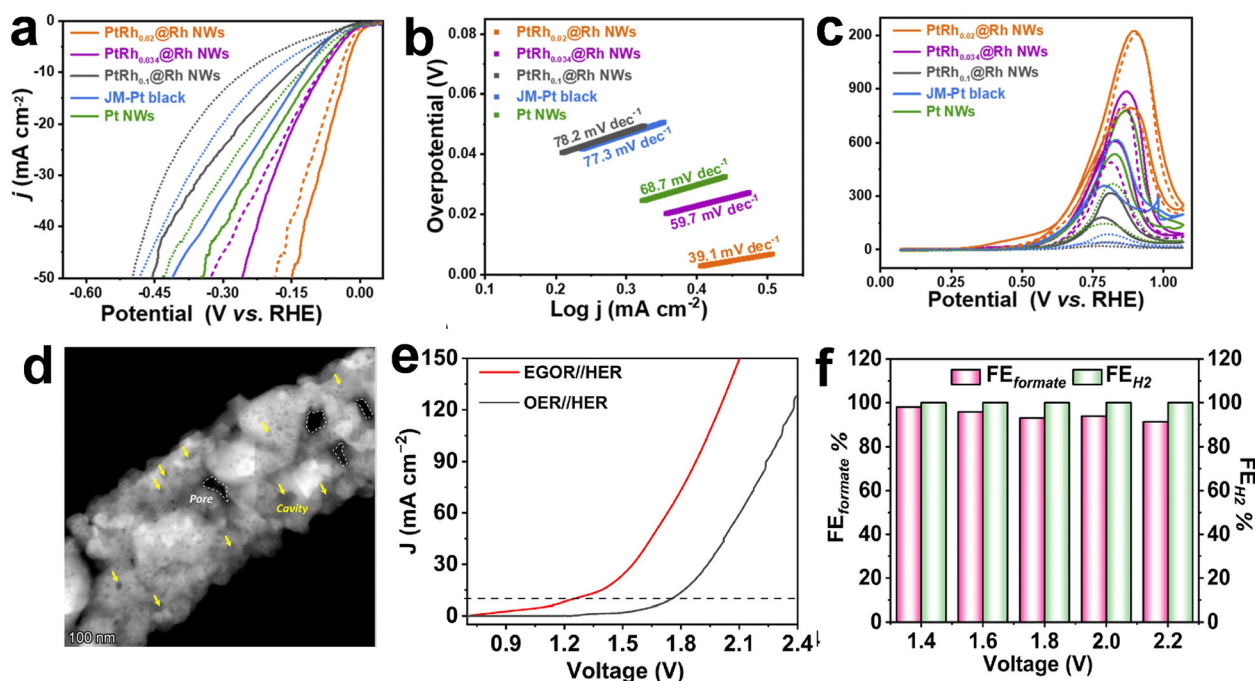 a
PtRh0.02@Rh NWs
PtRh0.034@Rh NWs
PtRh0.1@Rh NWs
JM-Pt black
Pt NWs
j (mA cm-2)
0
-10
-20
-30
-40
-50
-0.60 -0.45 -0.30 -0.15 0.00
Potential (V vs. RHE)
b
PtRh0.02@Rh NWs
PtRh0.034@Rh NWs
PtRh0.1@Rh NWs
JM-Pt black
Pt NWs
78.2 mV dec-1
77.3 mV dec-1
68.7 mV dec-1
59.7 mV dec-1
39.1 mV dec-1
Overpotential (V)
0.08
0.06
0.04
0.02
0.00
0.1 0.2 0.3 0.4 0.5
Log j (mA cm-2)
c
PtRh0.02@Rh NWs
PtRh0.034@Rh NWs
PtRh0.1@Rh NWs
JM-Pt black
Pt NWs
200
900
600
300
0
0.00 0.25 0.50 0.75 1.00
Potential (V vs. RHE)
d
Pore
Cavity
100 nm
e
EGOR//HER
OER//HER
J (mA cm−2)
150
120
90
60
30
0
0.9 1.2 1.5 1.8 2.1 2.4
Voltage (V)
f
FEformate FEH2
FEformate %
120
100
80
60
40
20
0
1.4 1.6 1.8 2.0 2.2
Voltage (V)
120
100
80
60
40
20
0
FEH2 %